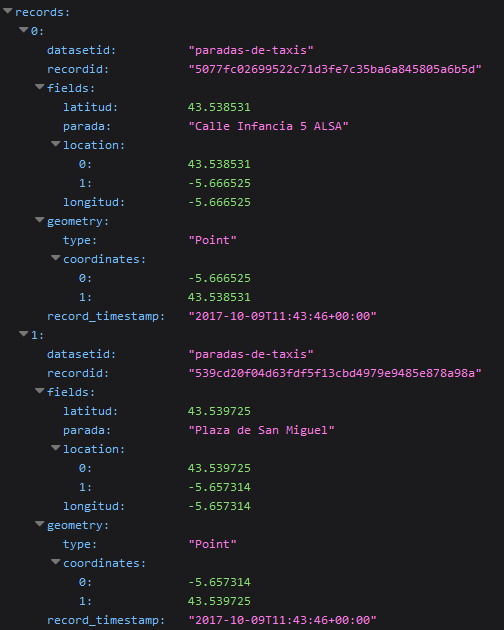 records:
0:
datasetid: "paradas-de-taxis"
recordid: "5077fc02699522c71d3fe7c35ba6a845805a6b5d"
fields:
latitud: 43.538531
parada: "Calle Infancia 5 ALSA"
location:
0: 43.538531
1: -5.666525
longitud: -5.666525
geometry:
type: "Point"
coordinates:
0: -5.666525
1: 43.538531
record_timestamp: "2017-10-09T11:43:46+00:00"
1:
datasetid: "paradas-de-taxis"
recordid: "539cd20f04d63fdf5f13cbd4979e9485e878a98a"
fields:
latitud: 43.539725
parada: "Plaza de San Miguel"
location:
0: 43.539725
1: -5.657314
longitud: -5.657314
geometry:
type: "Point"
coordinates:
0: -5.657314
1: 43.539725
record_timestamp: "2017-10-09T11:43:46+00:00"